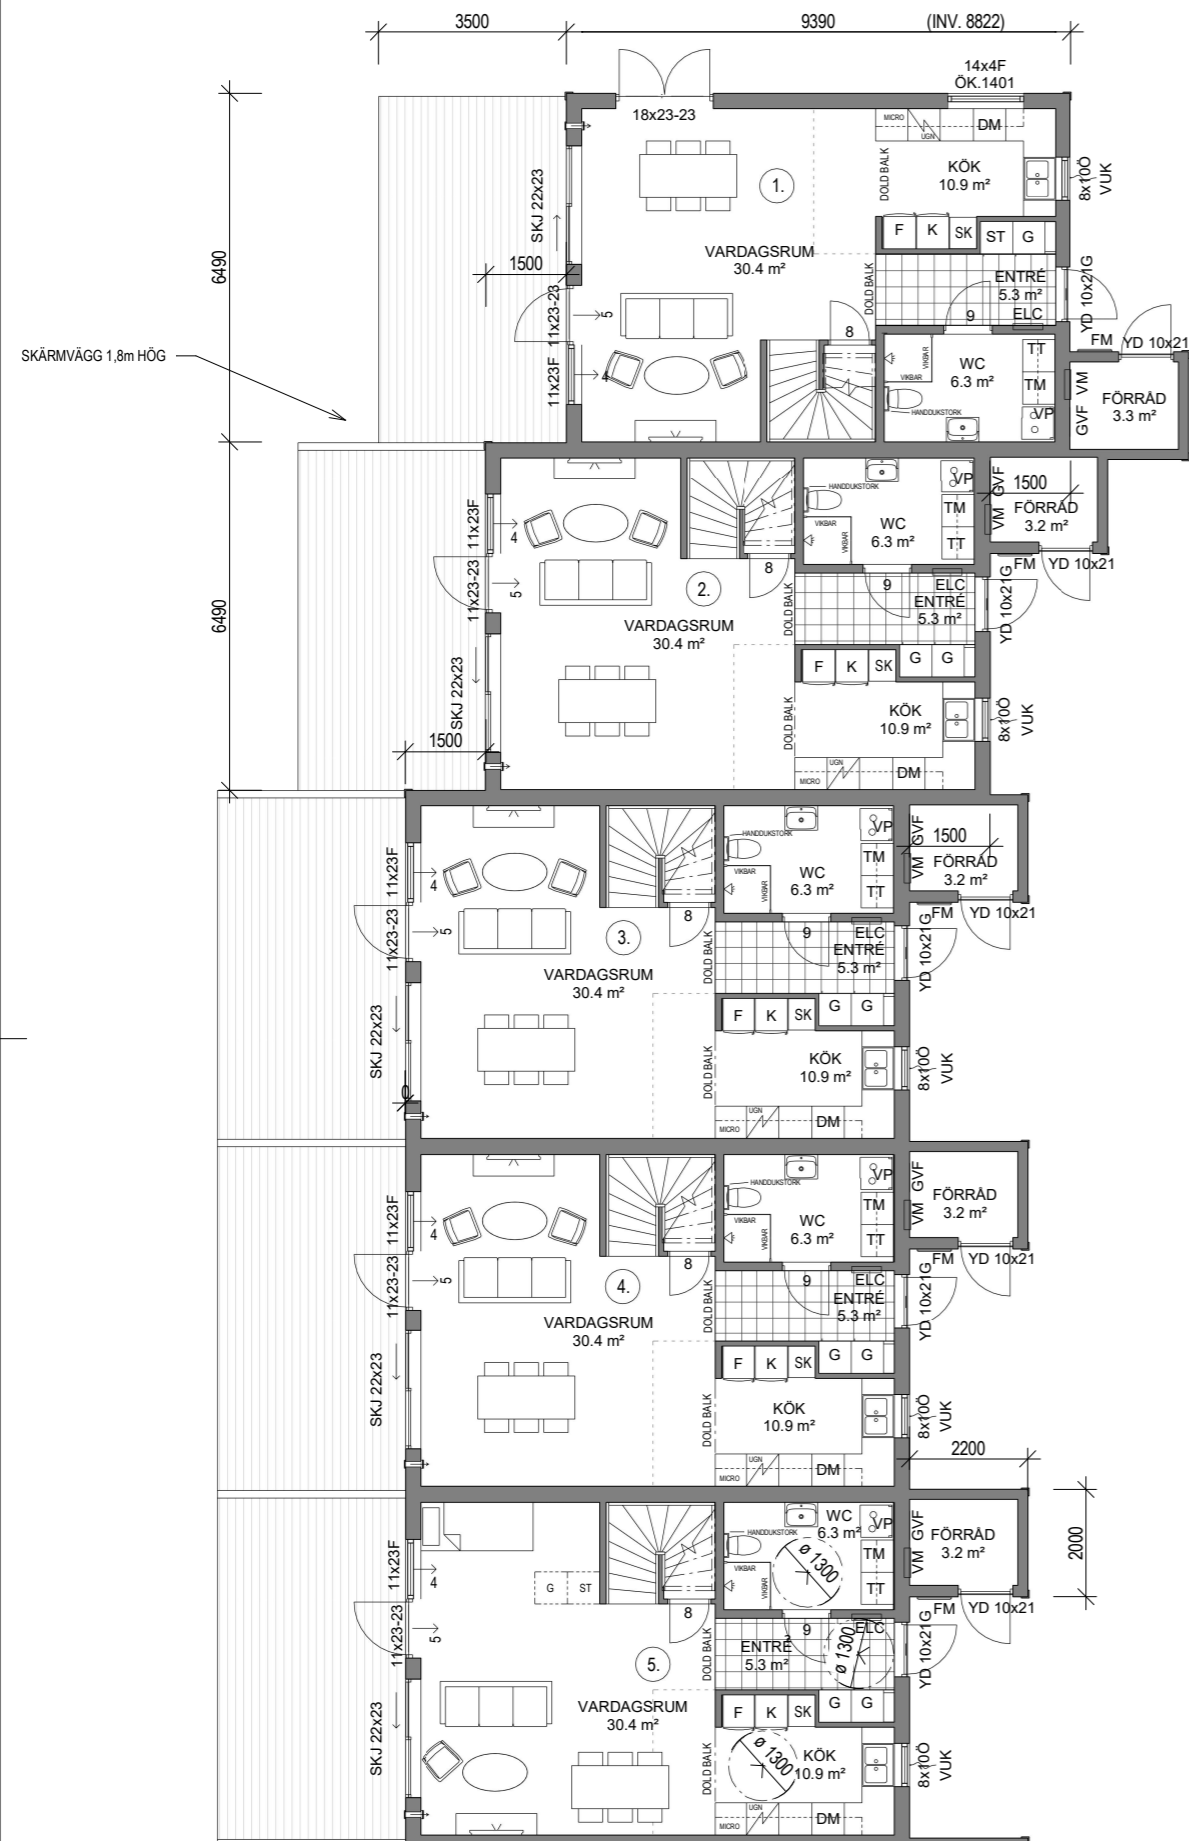 3500
9390
(INV. 8822)
14x4F
ÖK.1401
18x23-23
MICRO
UGN
DM
KÖK
10.9 m²
DOLD BALK
8x10Ö
VUK
1.
SKJ 22x23
6490
1500
VARDAGSRUM
30.4 m²
F
K
SK
ST
G
ENTRÉ
5.3 m²
DOLD BALK
YD 10x21G
11x23-23
5
9
ELC
8
FM
YD 10x21
SKÄRMVÄGG 1,8m HÖG
11x23F
4
VIKBAR
VIKBAR
WC
6.3 m²
TT
TM
VP
HANDDUKSTORK
GVF
VM
FÖRRÅD
3.3 m²
HANDDUKSTORK
VP
VM GVF
1500
FÖRRÅD
3.2 m²
11x23F
4
WC
6.3 m²
TM
TT
VIKBAR
VIKBAR
FM
YD 10x21
8
11x23-23
5
2.
9
ELC
ENTRÉ
5.3 m²
YD 10x21G
DOLD BALK
6490
VARDAGSRUM
30.4 m²
F
K
SK
G
G
SKJ 22x23
KÖK
10.9 m²
DOLD BALK
8x10Ö
VUK
1500
UGN
MICRO
DM
HANDDUKSTORK
VP
VM GVF
1500
FÖRRÅD
3.2 m²
11x23F
4
WC
6.3 m²
TM
TT
VIKBAR
VIKBAR
8
FM
YD 10x21
11x23-23
5
3.
9
ELC
ENTRÉ
5.3 m²
YD 10x21G
DOLD BALK
VARDAGSRUM
30.4 m²
F
K
SK
G
G
SKJ 22x23
KÖK
10.9 m²
DOLD BALK
8x10Ö
VUK
0
UGN
MICRO
DM
HANDDUKSTORK
VP
VM GVF
FÖRRÅD
3.2 m²
11x23F
4
WC
6.3 m²
TM
TT
VIKBAR
VIKBAR
8
FM
YD 10x21
11x23-23
5
4.
9
ELC
ENTRÉ
5.3 m²
YD 10x21G
DOLD BALK
VARDAGSRUM
30.4 m²
F
K
SK
G
G
SKJ 22x23
KÖK
10.9 m²
DOLD BALK
8x10Ö
VUK
2200
UGN
MICRO
DM
WC
6.3 m²
VP
HANDDUKSTORK
VM GVF
FÖRRÅD
3.2 m²
2000
11x23F
4
ø 1300
TM
TT
VIKBAR
VIKBAR
G
ST
8
FM
YD 10x21
11x23-23
5
5.
9
ELC
ENTRÉ
5.3 m²
ø 1300
YD 10x21G
DOLD BALK
VARDAGSRUM
30.4 m²
F
K
SK
G
G
SKJ 22x23
ø 1300
KÖK
10.9 m²
DOLD BALK
8x10Ö
VUK
UGN
MICRO
DM